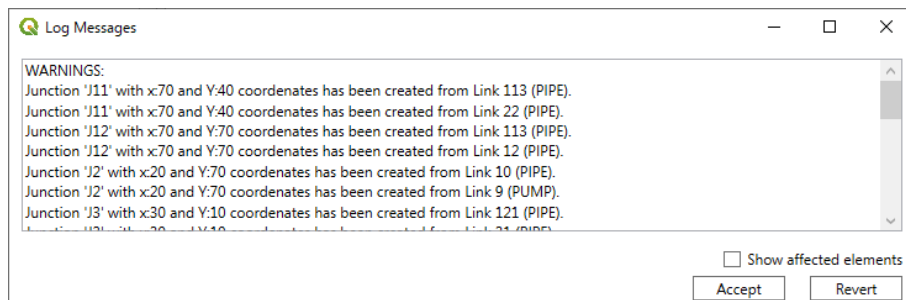 Log Messages
WARNINGS:
Junction 'J11' with x:70 and Y:40 coordenates has been created from Link 113 (PIPE).
Junction 'J11' with x:70 and Y:40 coordenates has been created from Link 22 (PIPE).
Junction 'J12' with x:70 and Y:70 coordenates has been created from Link 113 (PIPE).
Junction 'J12' with x:70 and Y:70 coordenates has been created from Link 12 (PIPE).
Junction 'J2' with x:20 and Y:70 coordenates has been created from Link 10 (PIPE).
Junction 'J2' with x:20 and Y:70 coordenates has been created from Link 9 (PUMP).
Junction 'J3' with x:30 and Y:10 coordenates has been created from Link 121 (PIPE).
Show affected elements
Accept Revert